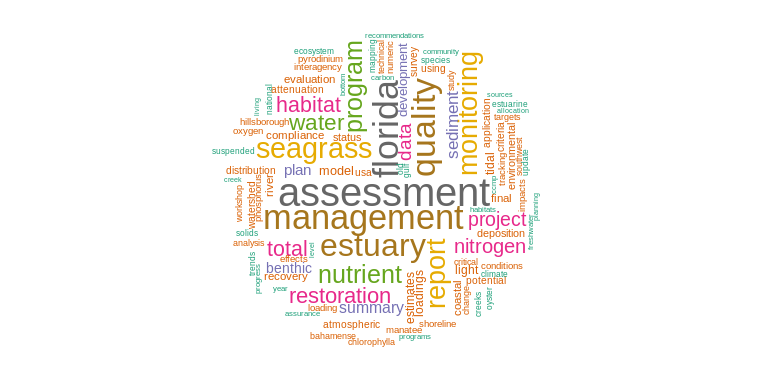 recommendations
ecosystem
pyrodinium
interagency
evaluation
attenuation
national
living
habitat
hillsborough
water
oxygen
compliance
status
seagrass
suspended
program
bottom
mapping
technical
numeric
carbon
florida
development
survey
community
species
using
quality
study
monitoring
sediment
data
old
gulf
sources
estuarine
allocation
targets
application
criteria
tidal
tracking
environmental
southwest
update
distribution
plan
model
usa
creek
river
watershed
phosphorus
workshop
assessment
ccmp
final
impacts
planning
freshwater
habitats
management
project
deposition
solids
analysis
trends
progress
total
effects
level
estuary
nitrogen
benthic
recovery
year
nutrient
report
critical
light
conditions
climate
potential
restoration
summary
estimates
loadings
coastal
change
creeks
oyster
loading
assurance
atmospheric
bahamense
chlorophylla
manatee
shoreline
programs